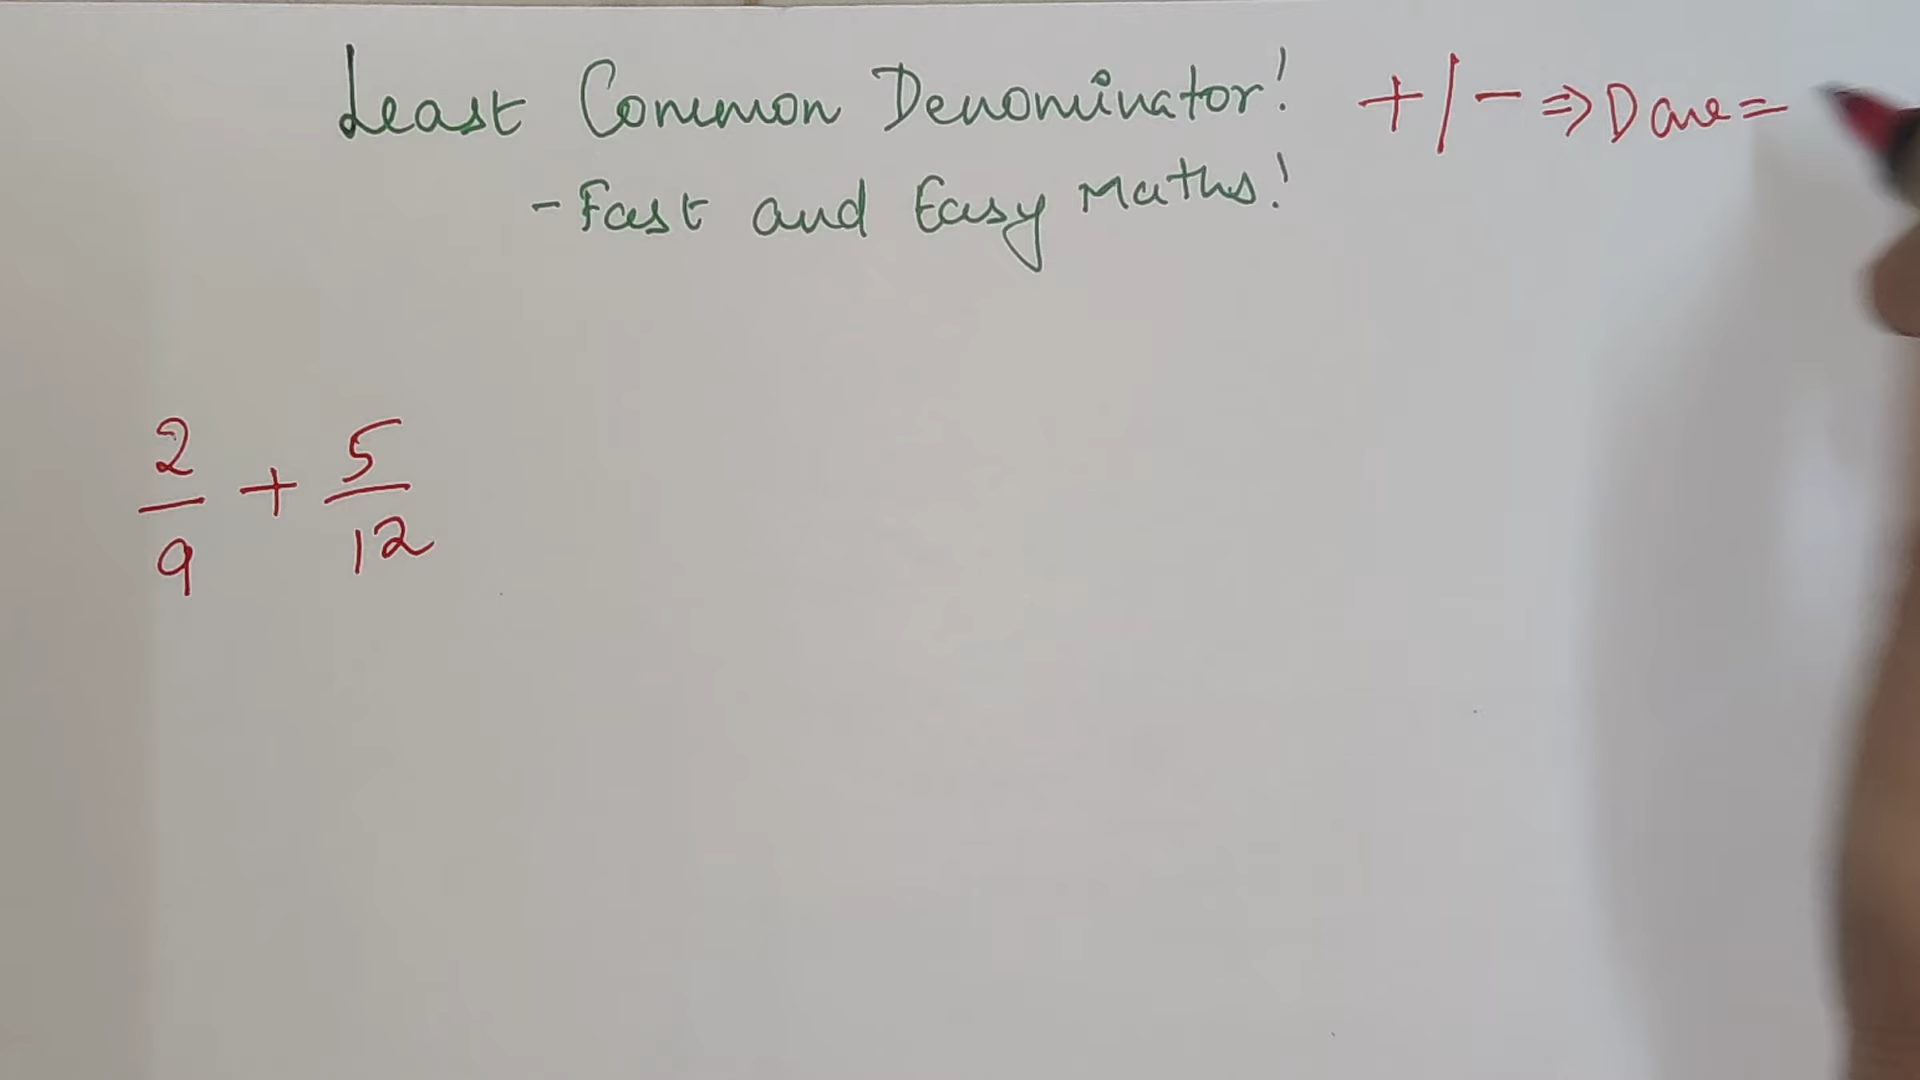 Least Common Denominator! +/- ⇒ D are =
- Fast and Easy Maths!
2/9 + 5/12